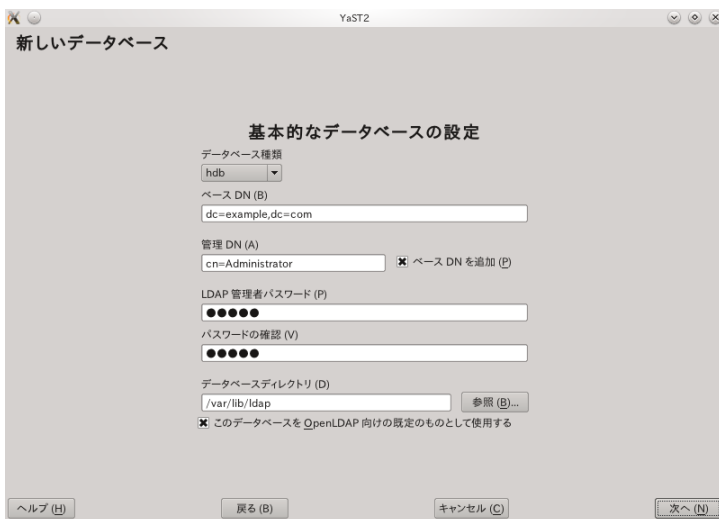 YaST2
新しいデータベース
基本的なデータベースの設定
データベース種類
hdb
ベース DN (B)
dc=example,dc=com
管理 DN (A)
cn=Administrator
ベース DN を追加 (P)
LDAP 管理者パスワード (P)
●●●●●
パスワードの確認 (V)
●●●●●
データベースディレクトリ (D)
/var/lib/ldap
参照 (B)...
このデータベースを OpenLDAP 向けの既定のものとして使用する
ヘルプ (H)
戻る (B)
キャンセル (C)
次へ (N)